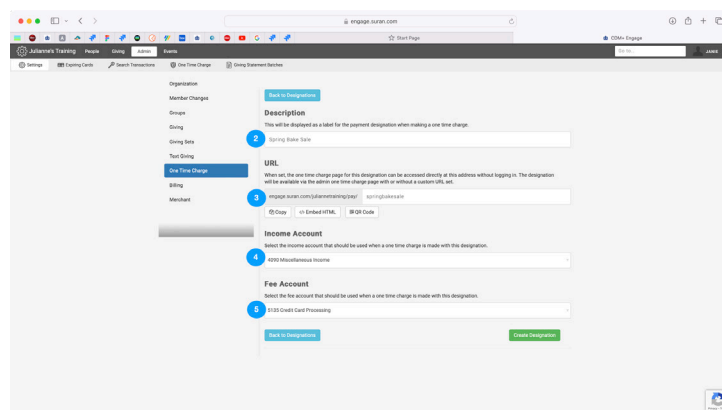 engage.suran.com
Start Page
CDM+ Engage
Julianne's Training People Giving Admin Events
Go to...
JAWS
Settings Expiring Cards Search Transactions One Time Charge Giving Statement Batches
Organization
Member Changes
Groups
Giving
Giving Sets
Text Giving
One Time Charge
Billing
Merchant
Back to Designations
Description
This will be displayed as a label for the payment designation when making a one time charge.
2 Spring Bake Sale
URL
When set, the one time charge page for this designation can be accessed directly at this address without logging in. The designation
will be available via the admin one time charge page with or without a custom URL set.
3 engage.suran.com/juliannetraining/pay/ springbakesale
Copy </> Embed HTML QR Code
Income Account
Select the income account that should be used when a one time charge is made with this designation.
4 4090 Miscellaneous Income
Fee Account
Select the fee account that should be used when a one time charge is made with this designation.
5 5135 Credit Card Processing
Back to Designations Create Designation